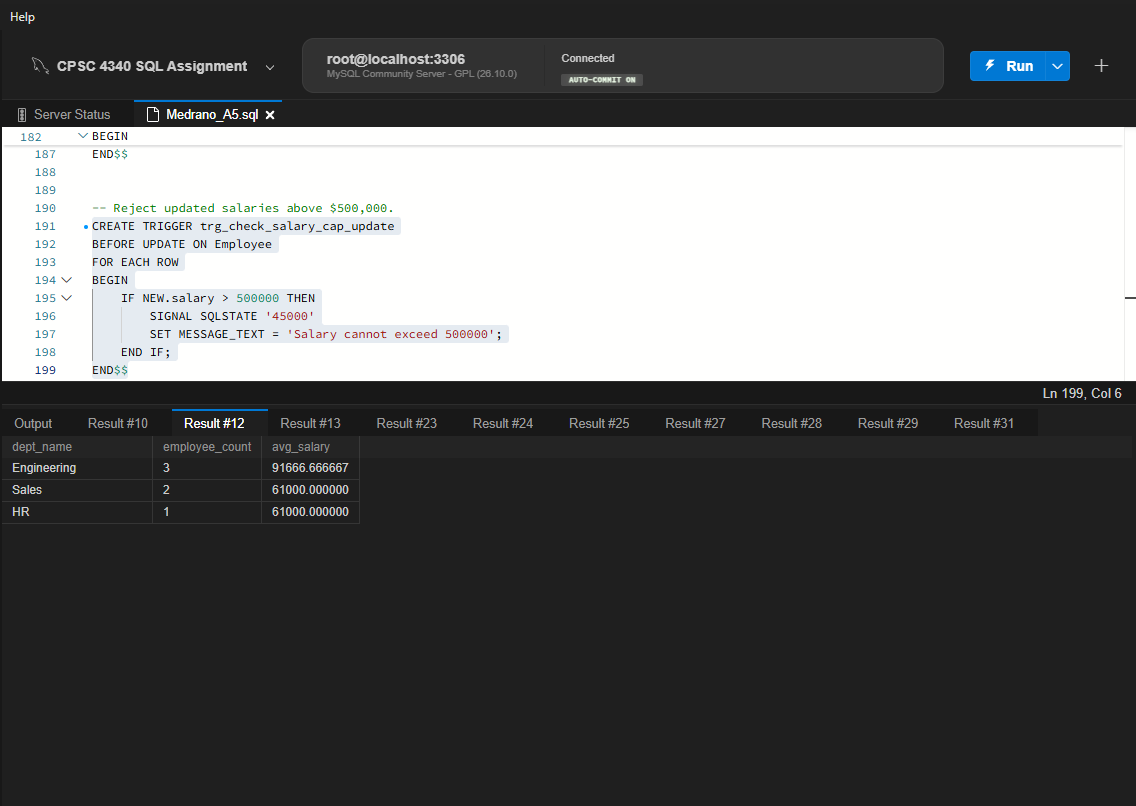 Help
CPSC 4340 SQL Assignment
root@localhost:3306
MySQL Community Server - GPL (26.10.0)
Connected
AUTO-COMMIT ON
Run
Server Status
Medrano_A5.sql
182 BEGIN
187 END$$
188
189
190 -- Reject updated salaries above $500,000.
191 CREATE TRIGGER trg_check_salary_cap_update
192 BEFORE UPDATE ON Employee
193 FOR EACH ROW
194 BEGIN
195 IF NEW.salary > 500000 THEN
196 SIGNAL SQLSTATE '45000'
197 SET MESSAGE_TEXT = 'Salary cannot exceed 500000';
198 END IF;
199 END$$
Ln 199, Col 6
Output Result #10 Result #12 Result #13 Result #23 Result #24 Result #25 Result #27 Result #28 Result #29 Result #31
dept_name employee_count avg_salary
Engineering 3 91666.666667
Sales 2 61000.000000
HR 1 61000.000000